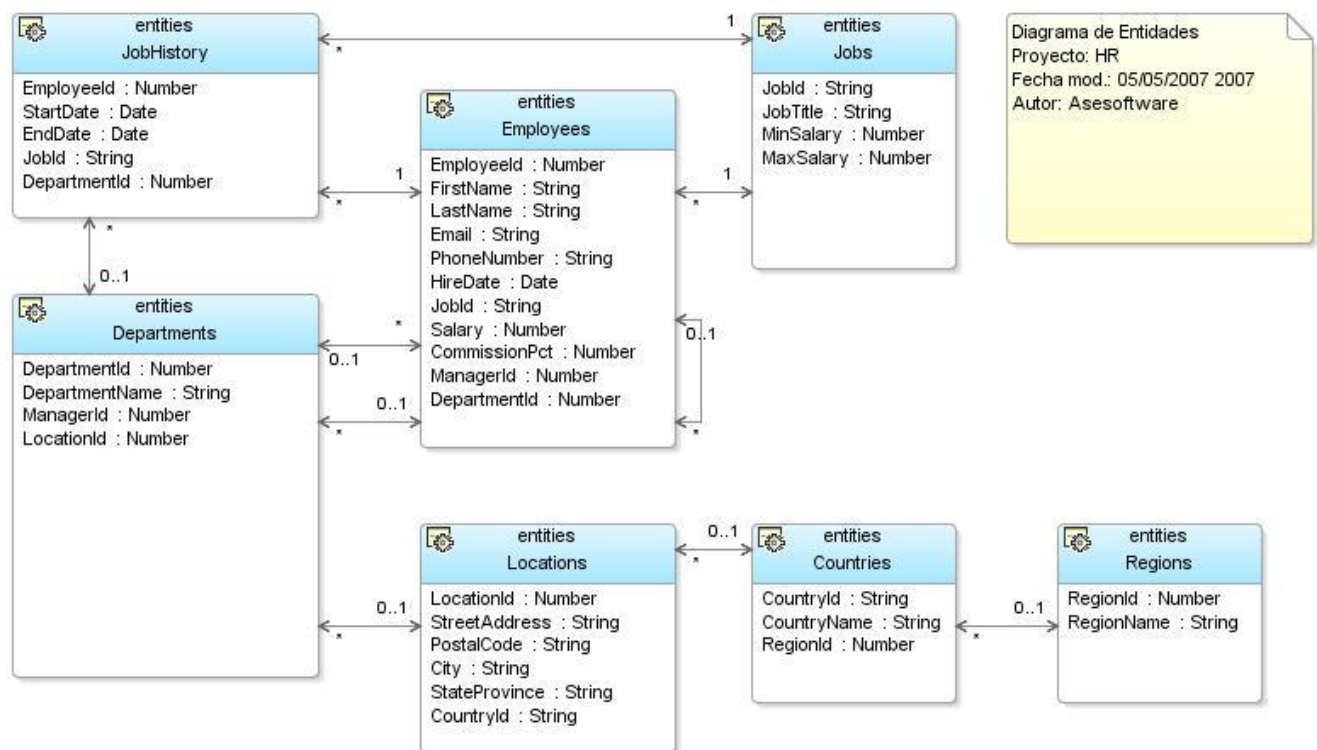 entities
JobHistory
EmployeeId : Number
StartDate : Date
EndDate : Date
JobId : String
DepartmentId : Number
1
*
entities
Jobs
JobId : String
JobTitle : String
MinSalary : Number
MaxSalary : Number
Diagrama de Entidades
Proyecto: HR
Fecha mod.: 05/05/2007 2007
Autor: Asesoftware
entities
Employees
EmployeeId : Number
FirstName : String
LastName : String
Email : String
PhoneNumber : String
HireDate : Date
JobId : String
Salary : Number
CommissionPct : Number
ManagerId : Number
DepartmentId : Number
1
*
1
*
*
0..1
0..1
*
entities
Departments
DepartmentId : Number
DepartmentName : String
ManagerId : Number
LocationId : Number
*
0..1
0..1
*
entities
Locations
LocationId : Number
StreetAddress : String
PostalCode : String
City : String
StateProvince : String
CountryId : String
0..1
*
0..1
*
entities
Countries
CountryId : String
CountryName : String
RegionId : Number
0..1
*
entities
Regions
RegionId : Number
RegionName : String